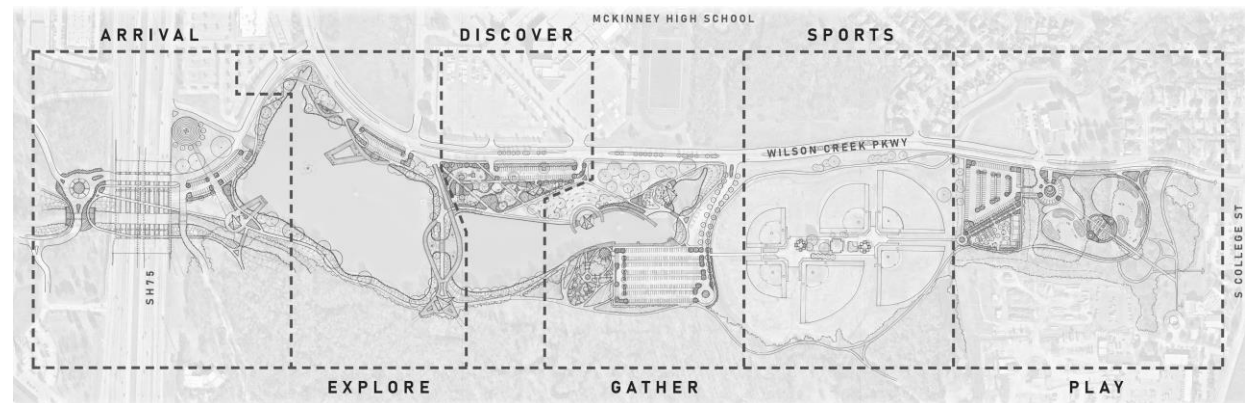 MCKINNEY HIGH SCHOOL
ARRIVAL
DISCOVER
SPORTS
WILSON CREEK PKWY
SH75
S COLLEGE ST
EXPLORE
GATHER
PLAY